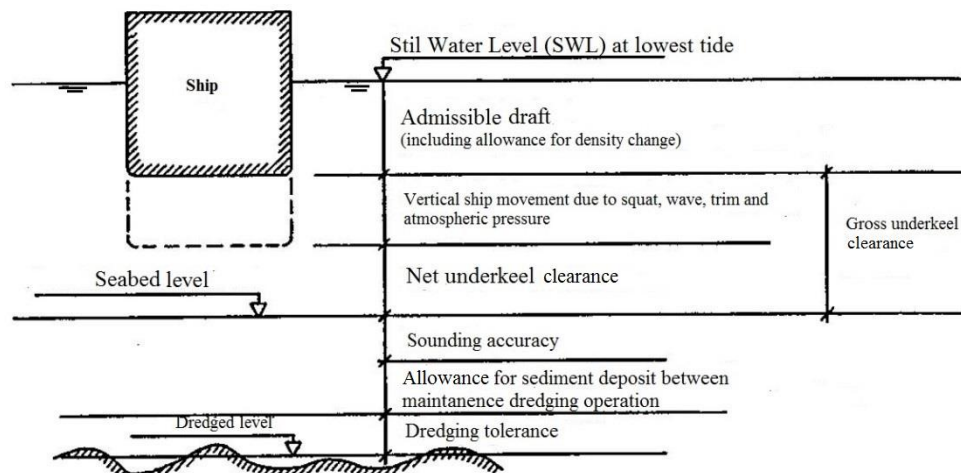 Stil Water Level (SWL) at lowest tide
Ship
Admissible draft
(including allowance for density change)
Vertical ship movement due to squat, wave, trim and
atmospheric pressure
Gross underkeel
clearance
Net underkeel clearance
Seabed level
Sounding accuracy
Allowance for sediment deposit between
maintanence dredging operation
Dredged level
Dredging tolerance